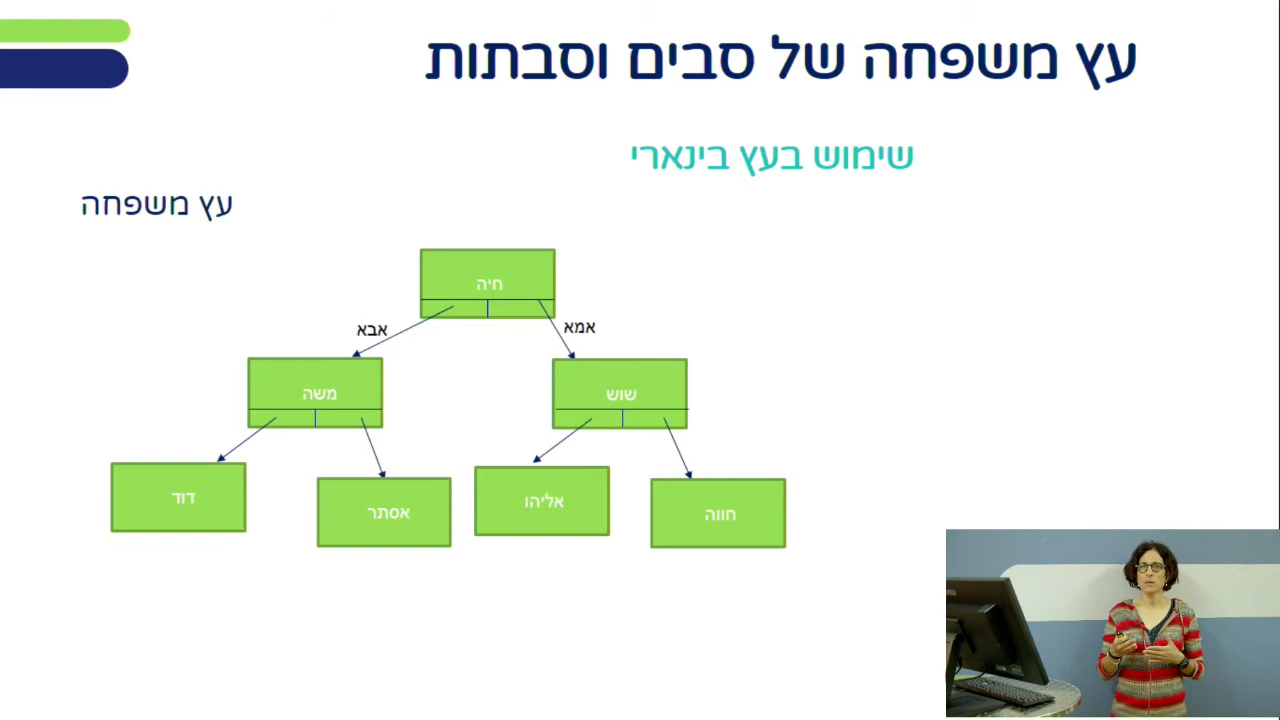 עץ משפחה של סבים וסבתות
שימוש בעץ בינארי
עץ משפחה
חיה
אבא
אמא
משה
שוש
דוד
אסתר
אליהו
חווה